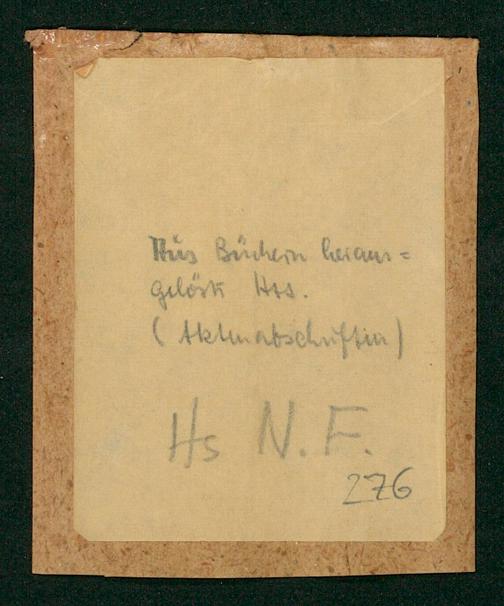 Aus Büchern heraus=
gelöste Hss.
(Aktenabschriften)
Hs N. F.
276